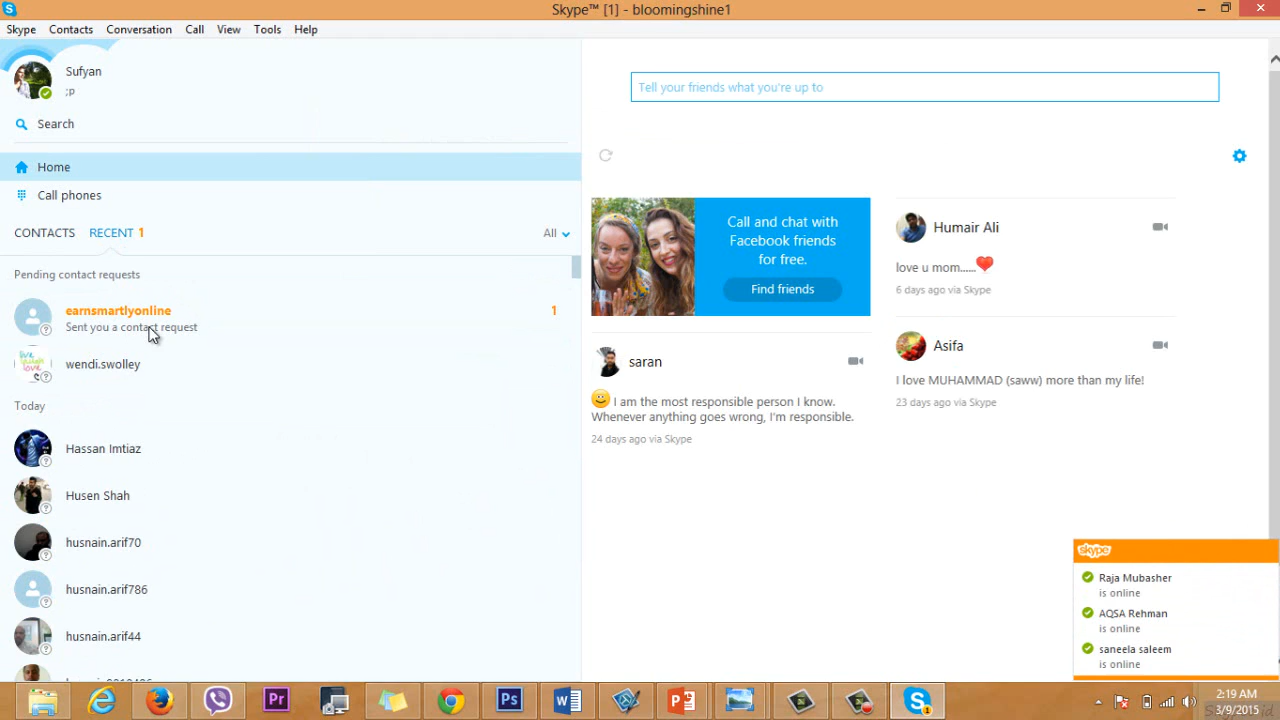 Skype™ [1] - bloomingshine1
Skype Contacts Conversation Call View Tools Help
Sufyan
;p
Search
Home
Call phones
CONTACTS RECENT 1
All
Pending contact requests
earnsmartlyonline
1
Sent you a contact request
wendi.swolley
Today
Hassan Imtiaz
Husen Shah
husnain.arif70
husnain.arif786
husnain.arif44
Tell your friends what you're up to
Call and chat with
Facebook friends
for free.
Find friends
Humair Ali
love u mom......
6 days ago via Skype
saran
I am the most responsible person I know.
Whenever anything goes wrong, I'm responsible.
24 days ago via Skype
Asifa
I love MUHAMMAD (saww) more than my life!
23 days ago via Skype
skype
Raja Mubasher
is online
AQSA Rehman
is online
saneela saleem
is online
Pr
Ps
2:19 AM
3/9/2015